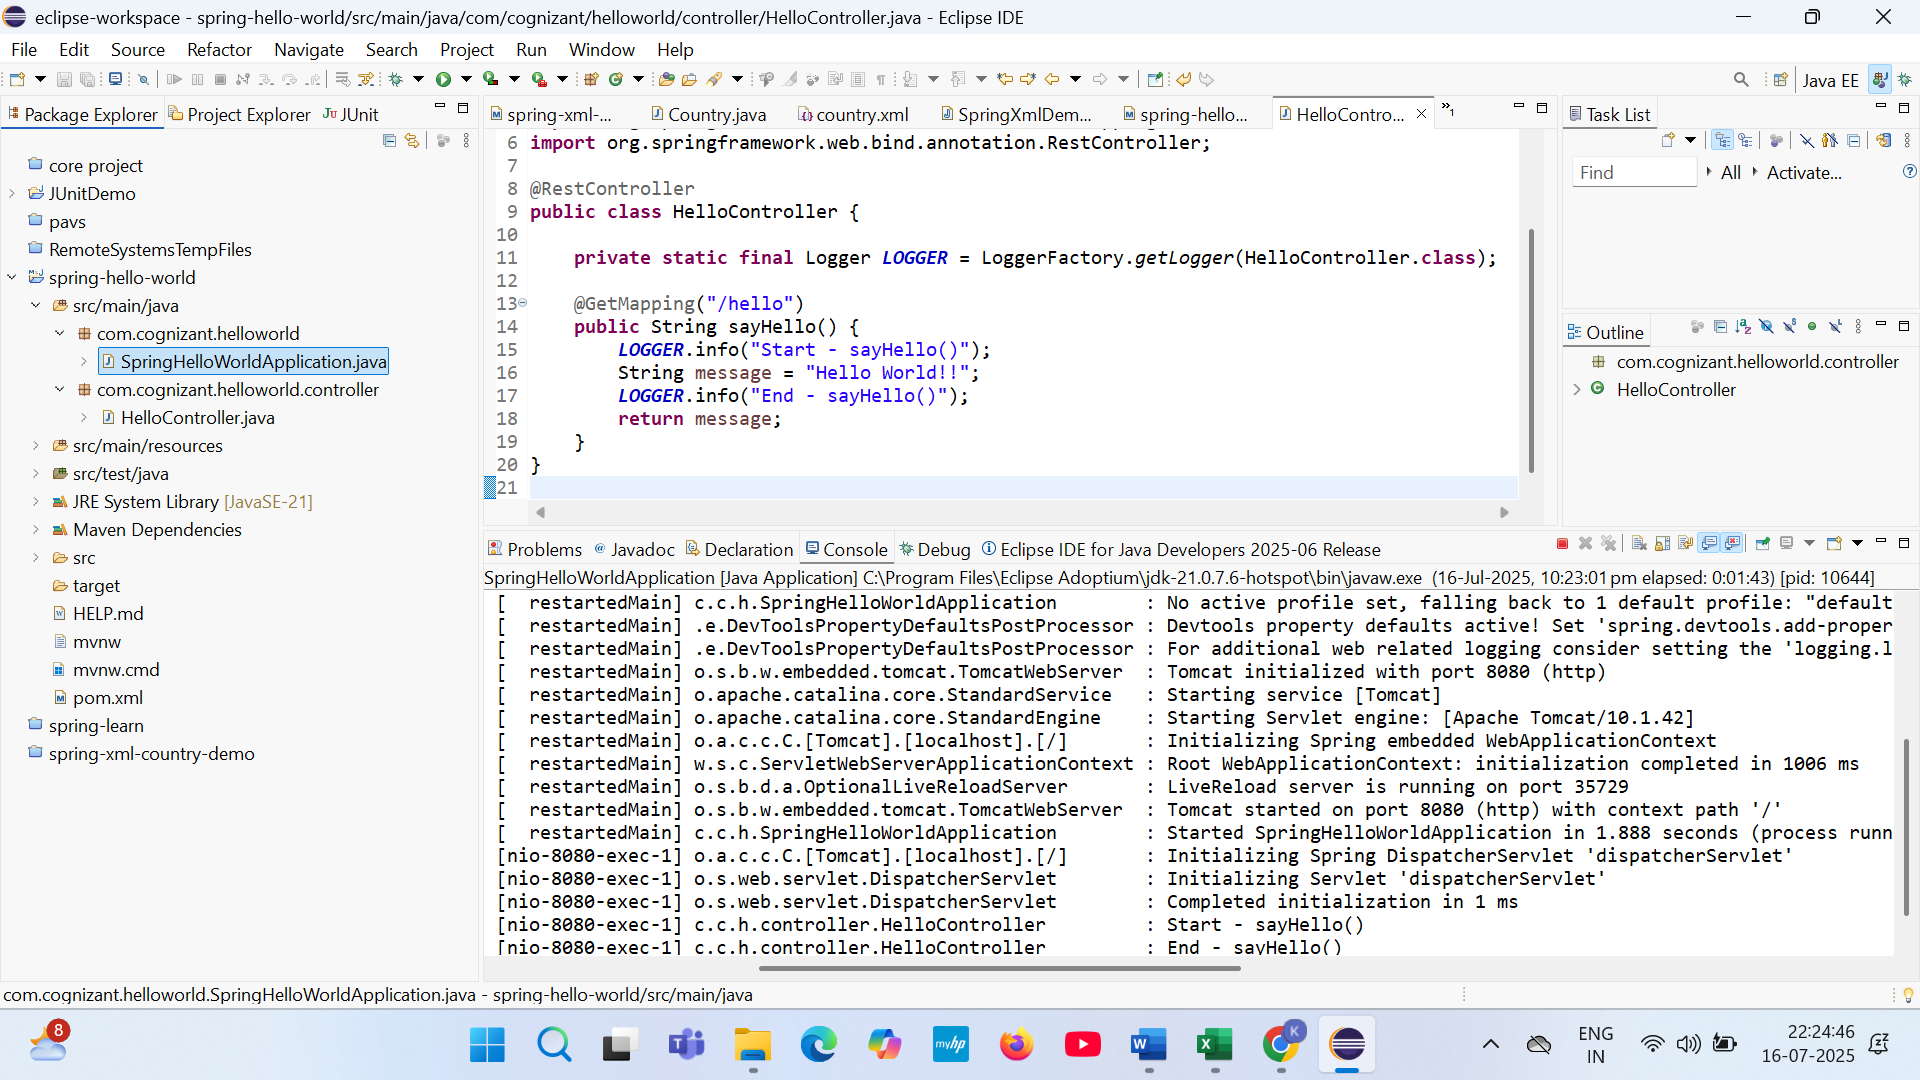 eclipse-workspace - spring-hello-world/src/main/java/com/cognizant/helloworld/controller/HelloController.java - Eclipse IDE
File Edit Source Refactor Navigate Search Project Run Window Help
Java EE
Package Explorer Project Explorer JUnit
core project
JUnitDemo
pavs
RemoteSystemsTempFiles
spring-hello-world
src/main/java
com.cognizant.helloworld
SpringHelloWorldApplication.java
com.cognizant.helloworld.controller
HelloController.java
src/main/resources
src/test/java
JRE System Library [JavaSE-21]
Maven Dependencies
src
target
HELP.md
mvnw
mvnw.cmd
pom.xml
spring-learn
spring-xml-country-demo
spring-xml-... Country.java country.xml SpringXmlDem... spring-hello... HelloContro... »1
6 import org.springframework.web.bind.annotation.RestController;
7
8 @RestController
9 public class HelloController {
10
11 private static final Logger LOGGER = LoggerFactory.getLogger(HelloController.class);
12
13 @GetMapping("/hello")
14 public String sayHello() {
15 LOGGER.info("Start - sayHello()");
16 String message = "Hello World!!";
17 LOGGER.info("End - sayHello()");
18 return message;
19 }
20 }
21
Task List
Find All Activate...
Outline
com.cognizant.helloworld.controller
HelloController
Problems Javadoc Declaration Console Debug Eclipse IDE for Java Developers 2025-06 Release
SpringHelloWorldApplication [Java Application] C:\Program Files\Eclipse Adoptium\jdk-21.0.7.6-hotspot\bin\javaw.exe (16-Jul-2025, 10:23:01 pm elapsed: 0:01:43) [pid: 10644]
[ restartedMain] c.c.h.SpringHelloWorldApplication : No active profile set, falling back to 1 default profile: "default
[ restartedMain] .e.DevToolsPropertyDefaultsPostProcessor : Devtools property defaults active! Set 'spring.devtools.add-proper
[ restartedMain] .e.DevToolsPropertyDefaultsPostProcessor : For additional web related logging consider setting the 'logging.l
[ restartedMain] o.s.b.w.embedded.tomcat.TomcatWebServer : Tomcat initialized with port 8080 (http)
[ restartedMain] o.apache.catalina.core.StandardService : Starting service [Tomcat]
[ restartedMain] o.apache.catalina.core.StandardEngine : Starting Servlet engine: [Apache Tomcat/10.1.42]
[ restartedMain] o.a.c.c.C.[Tomcat].[localhost].[/] : Initializing Spring embedded WebApplicationContext
[ restartedMain] w.s.c.ServletWebServerApplicationContext : Root WebApplicationContext: initialization completed in 1006 ms
[ restartedMain] o.s.b.d.a.OptionalLiveReloadServer : LiveReload server is running on port 35729
[ restartedMain] o.s.b.w.embedded.tomcat.TomcatWebServer : Tomcat started on port 8080 (http) with context path '/'
[ restartedMain] c.c.h.SpringHelloWorldApplication : Started SpringHelloWorldApplication in 1.888 seconds (process runn
[nio-8080-exec-1] o.a.c.c.C.[Tomcat].[localhost].[/] : Initializing Spring DispatcherServlet 'dispatcherServlet'
[nio-8080-exec-1] o.s.web.servlet.DispatcherServlet : Initializing Servlet 'dispatcherServlet'
[nio-8080-exec-1] o.s.web.servlet.DispatcherServlet : Completed initialization in 1 ms
[nio-8080-exec-1] c.c.h.controller.HelloController : Start - sayHello()
[nio-8080-exec-1] c.c.h.controller.HelloController : End - sayHello()
com.cognizant.helloworld.SpringHelloWorldApplication.java - spring-hello-world/src/main/java
8
myhp
K
ENG
IN
22:24:46
16-07-2025